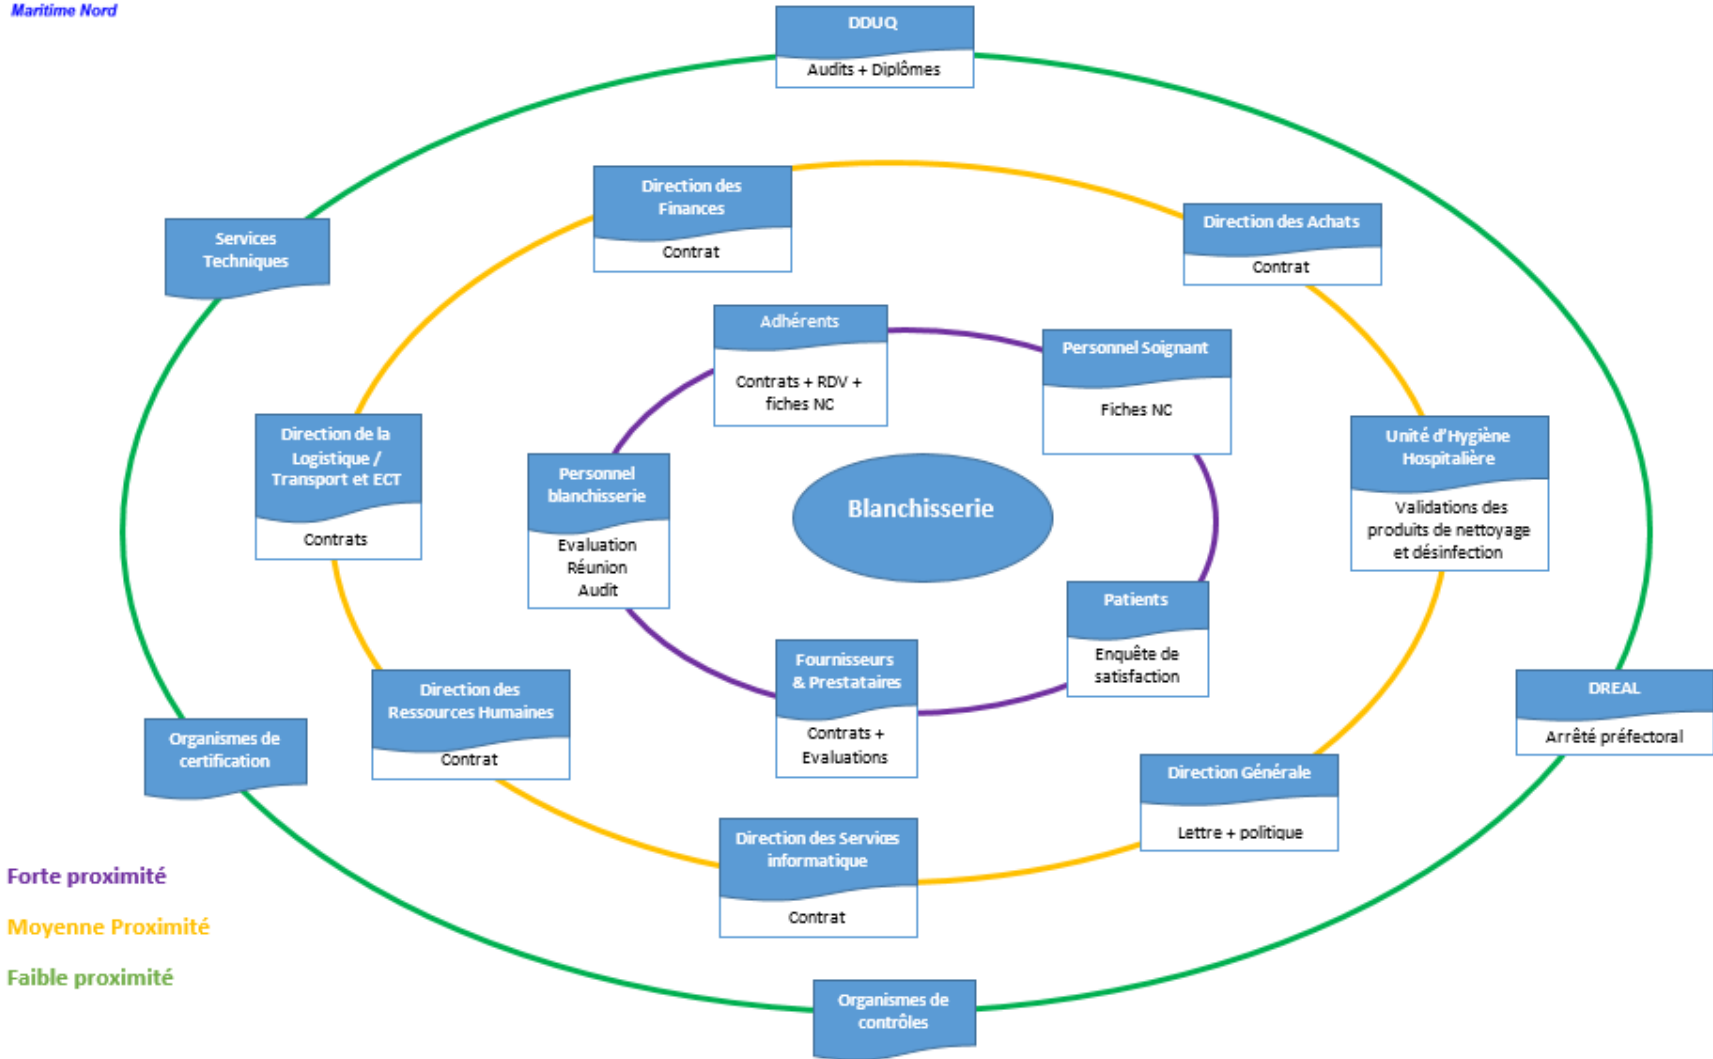 Maritime Nord
DDUQ
Audits + Diplômes
Direction des
Finances
Contrat
Direction des Achats
Contrat
Services
Techniques
Adhérents
Contrats + RDV +
fiches NC
Personnel Soignant
Fiches NC
Direction de la
Logistique /
Transport et ECT
Contrats
Personnel
blanchisserie
Evaluation
Réunion
Audit
Blanchisserie
Unité d'Hygiène
Hospitalière
Validations des
produits de nettoyage
et désinfection
Patients
Enquête de
satisfaction
Fournisseurs
& Prestataires
Contrats +
Evaluations
Direction des
Ressources Humaines
Contrat
DREAL
Arrêté préfectoral
Organismes de
certification
Direction Générale
Lettre + politique
Direction des Services
informatique
Contrat
Forte proximité
Moyenne Proximité
Faible proximité
Organismes de
contrôles